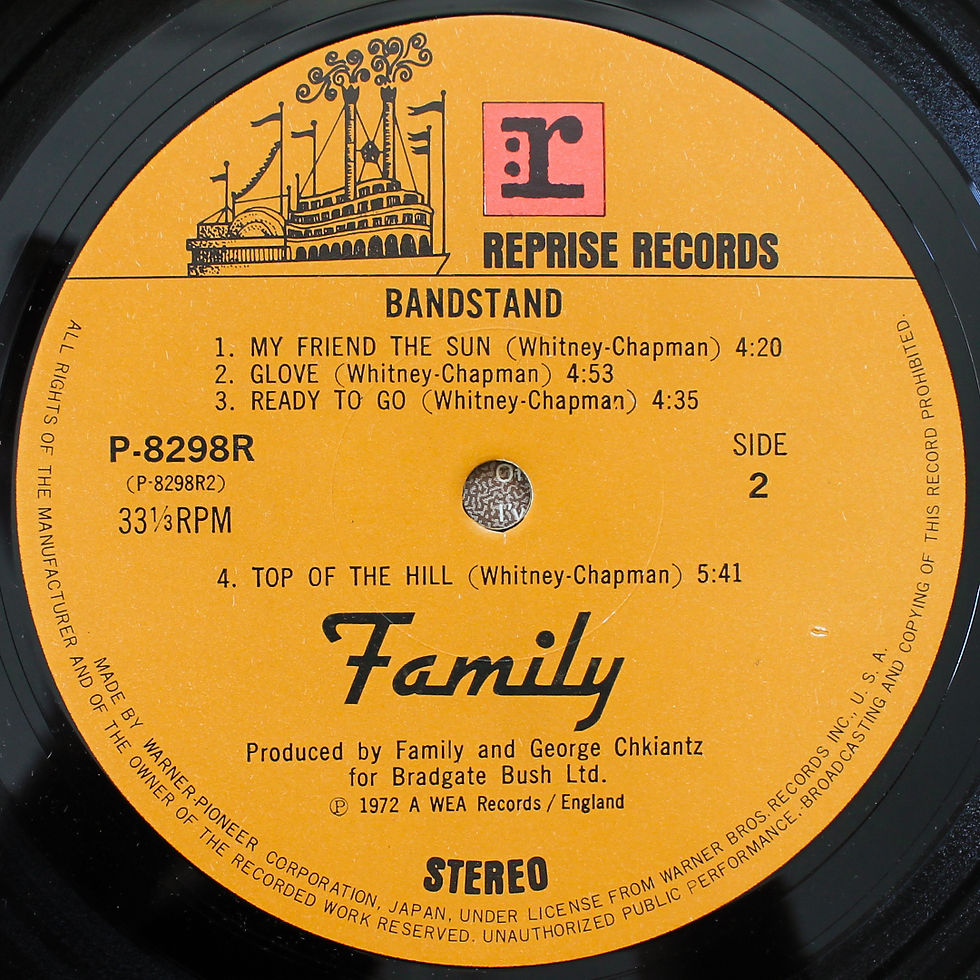 r
REPRISE RECORDS
BANDSTAND
1. MY FRIEND THE SUN (Whitney-Chapman) 4:20
2. GLOVE (Whitney-Chapman) 4:53
3. READY TO GO (Whitney-Chapman) 4:35
P-8298R
(P-8298R2)
33⅓RPM
SIDE
2
4. TOP OF THE HILL (Whitney-Chapman) 5:41
Family
Produced by Family and George Chkiantz
for Bradgate Bush Ltd.
Ⓟ 1972 A WEA Records / England
STEREO
MADE BY WARNER-PIONEER CORPORATION, JAPAN, UNDER LICENSE FROM WARNER BROS. RECORDS INC., U. S. A.
ALL RIGHTS OF THE MANUFACTURER AND OF THE OWNER OF THE RECORDED WORK RESERVED. UNAUTHORIZED PUBLIC PERFORMANCE, BROADCASTING AND COPYING OF THIS RECORD PROHIBITED.